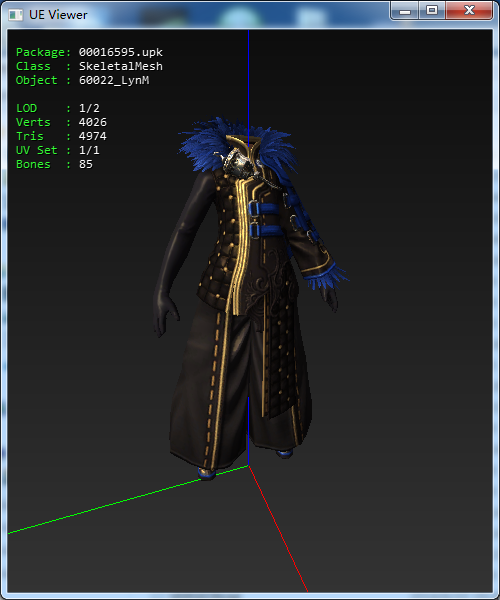 UE Viewer
Package: 00016595.upk
Class : SkeletalMesh
Object : 60022_LynM
LOD : 1/2
Verts : 4026
Tris : 4974
UV Set : 1/1
Bones : 85